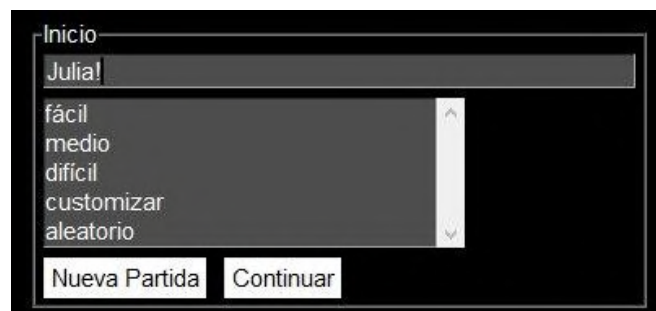 Inicio
Julia!
fácil
medio
difícil
customizar
aleatorio
Nueva Partida Continuar